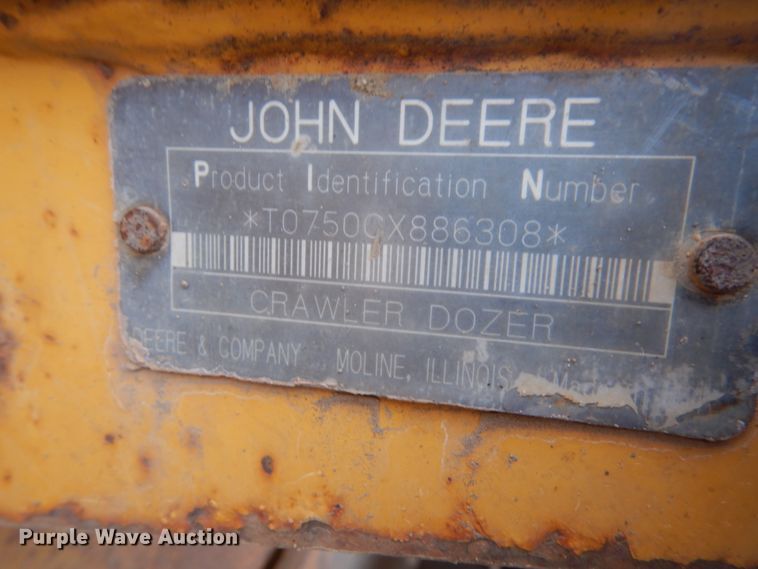 JOHN DEERE
Product Identification Number
*T0750CX886308*
CRAWLER DOZER
DEERE & COMPANY MOLINE, ILLINOIS
Purple Wave Auction